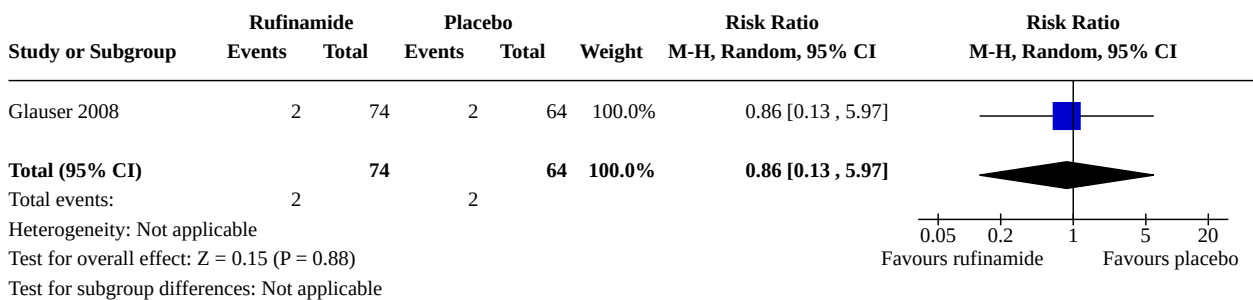 Rufinamide Placebo Risk Ratio Risk Ratio
Study or Subgroup Events Total Events Total Weight M-H, Random, 95% CI M-H, Random, 95% CI
Glauser 2008 2 74 2 64 100.0% 0.86 [0.13 , 5.97]
Total (95% CI) 74 64 100.0% 0.86 [0.13 , 5.97]
Total events: 2 2
Heterogeneity: Not applicable
0.05 0.2 1 5 20
Test for overall effect: Z = 0.15 (P = 0.88) Favours rufinamide Favours placebo
Test for subgroup differences: Not applicable